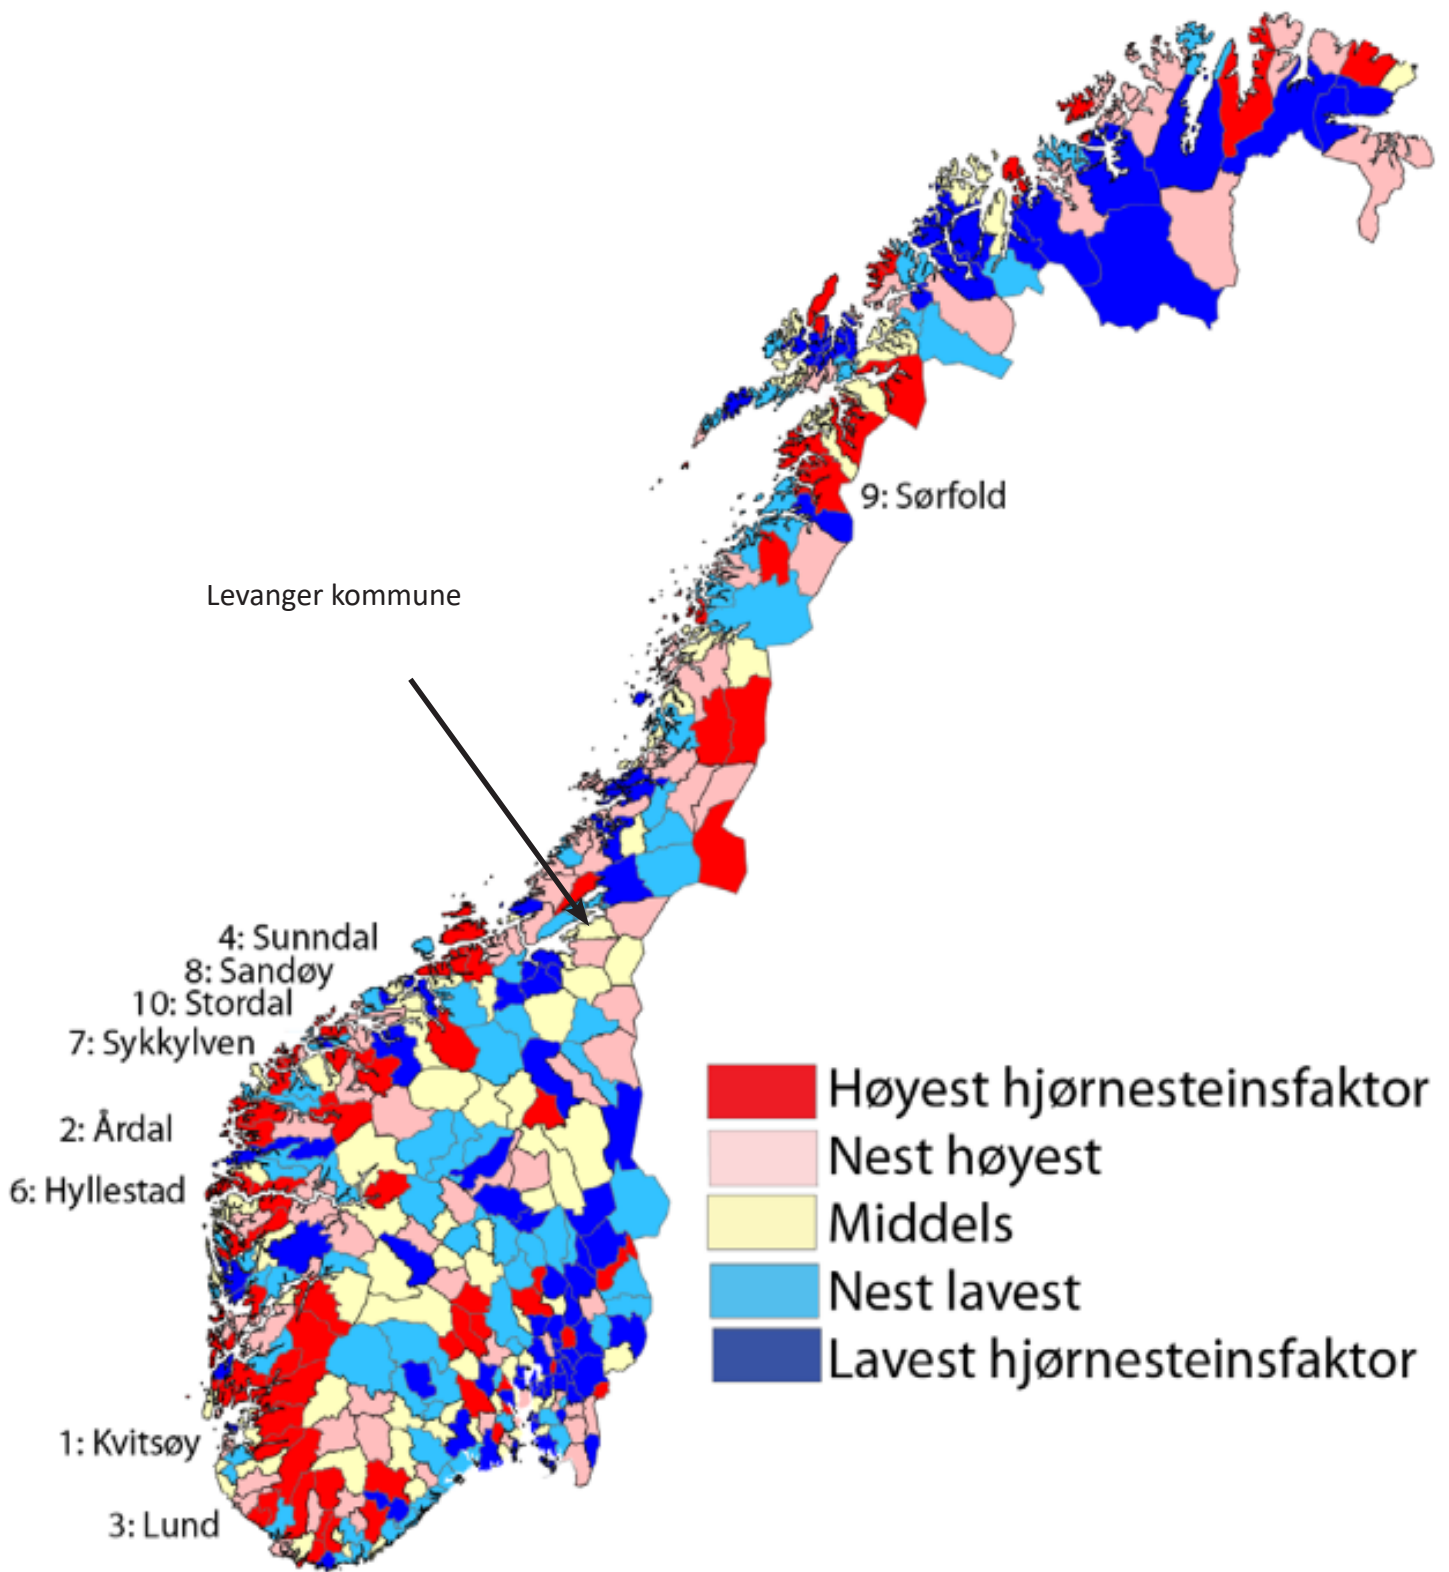 9: Sørfold
Levanger kommune
4: Sunndal
8: Sandøy
10: Stordal
7: Sykkylven
2: Årdal
6: Hyllestad
1: Kvitsøy
3: Lund
Høyest hjørnesteinsfaktor
Nest høyest
Middels
Nest lavest
Lavest hjørnesteinsfaktor